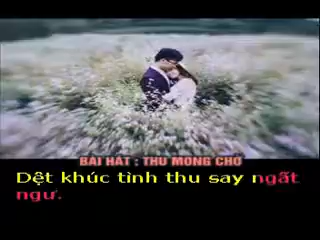 BÀI HÁT : THU MONG CHỜ
Dệt khúc tình thu say ngất
ngư.